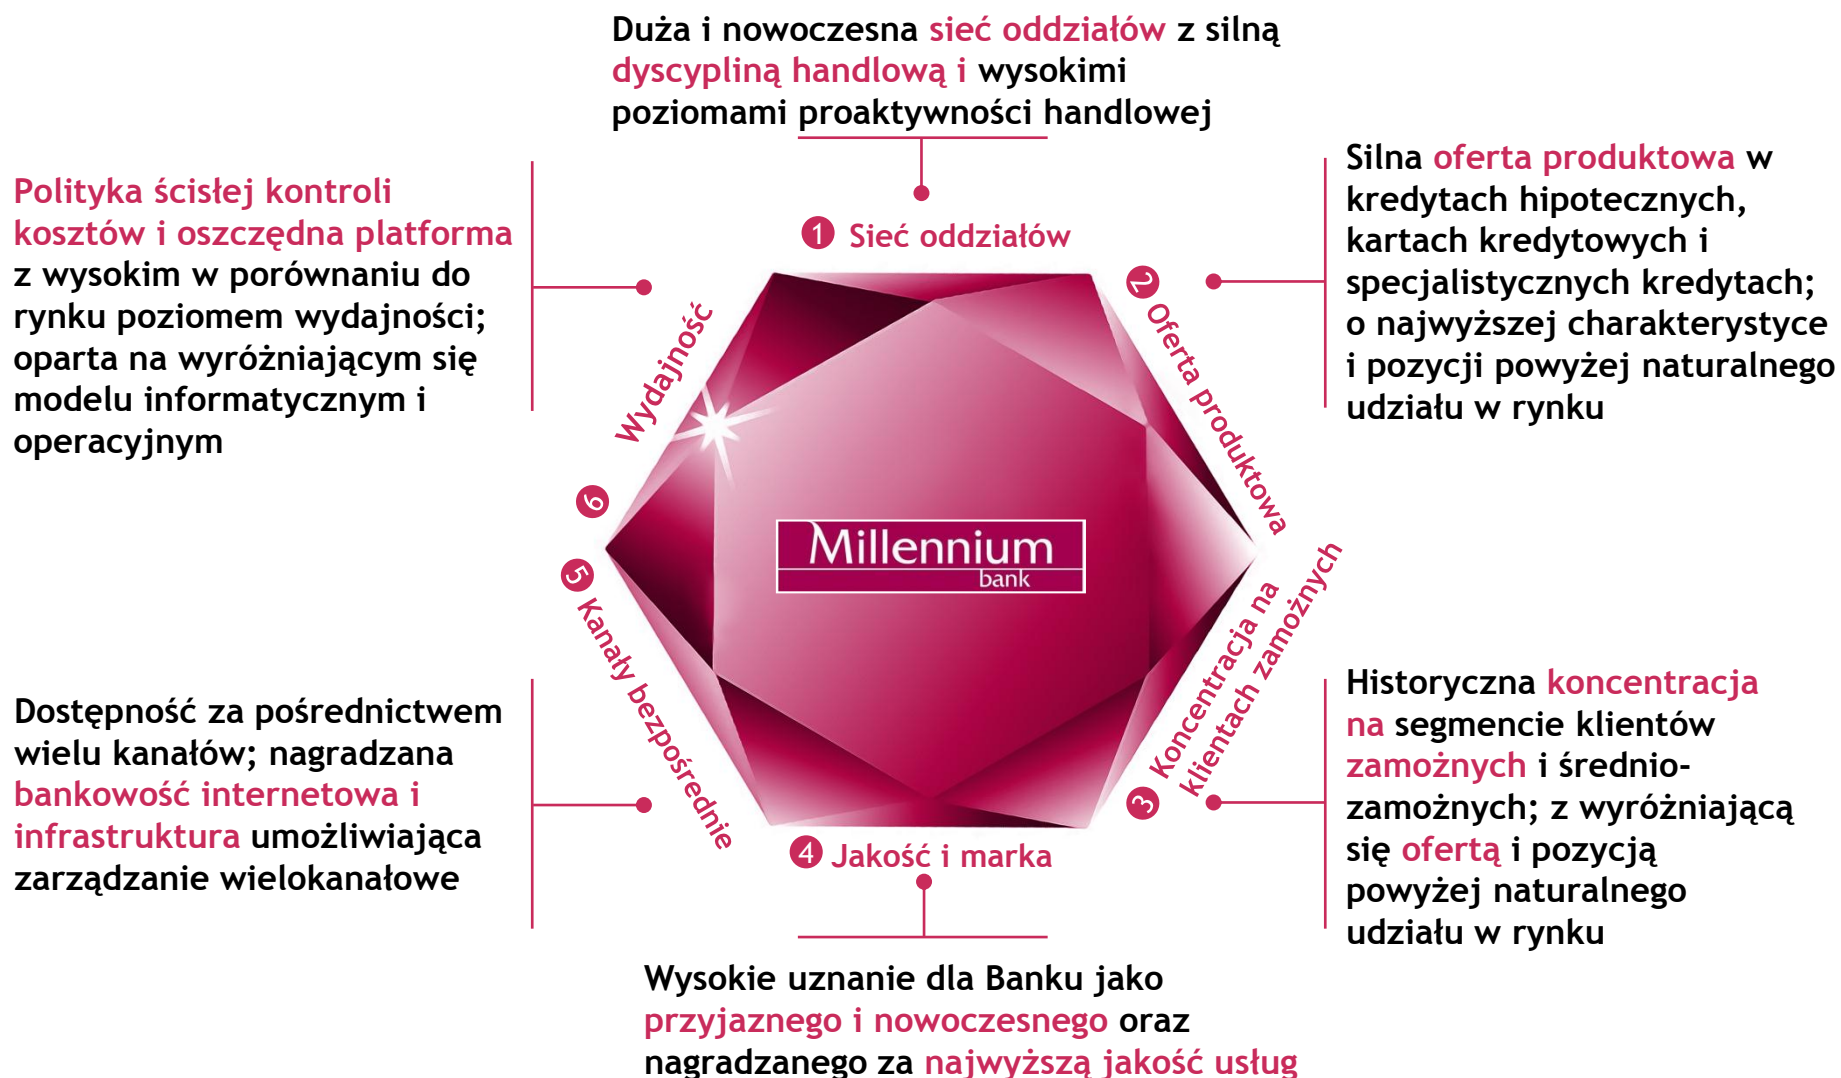 Duża i nowoczesna sieć oddziałów z silną
dyscypliną handlową i wysokimi
poziomami proaktywności handlowej
1 Sieć oddziałów
Silna oferta produktowa w
kredytach hipotecznych,
kartach kredytowych i
specjalistycznych kredytach;
o najwyższej charakterystyce
i pozycji powyżej naturalnego
udziału w rynku
2 Oferta produktowa
Historyczna koncentracja
na segmencie klientów
zamożnych i średnio-
zamożnych; z wyróżniającą
się ofertą i pozycją
powyżej naturalnego
udziału w rynku
3 Koncentracja na
klientach zamożnych
4 Jakość i marka
Wysokie uznanie dla Banku jako
przyjaznego i nowoczesnego oraz
nagradzanego za najwyższą jakość usług
5 Kanały bezpośrednie
Dostępność za pośrednictwem
wielu kanałów; nagradzana
bankowość internetowa i
infrastruktura umożliwiająca
zarządzanie wielokanałowe
6 Wydajność
Polityka ścisłej kontroli
kosztów i oszczędna platforma
z wysokim w porównaniu do
rynku poziomem wydajności;
oparta na wyróżniającym się
modelu informatycznym i
operacyjnym
Millennium
bank